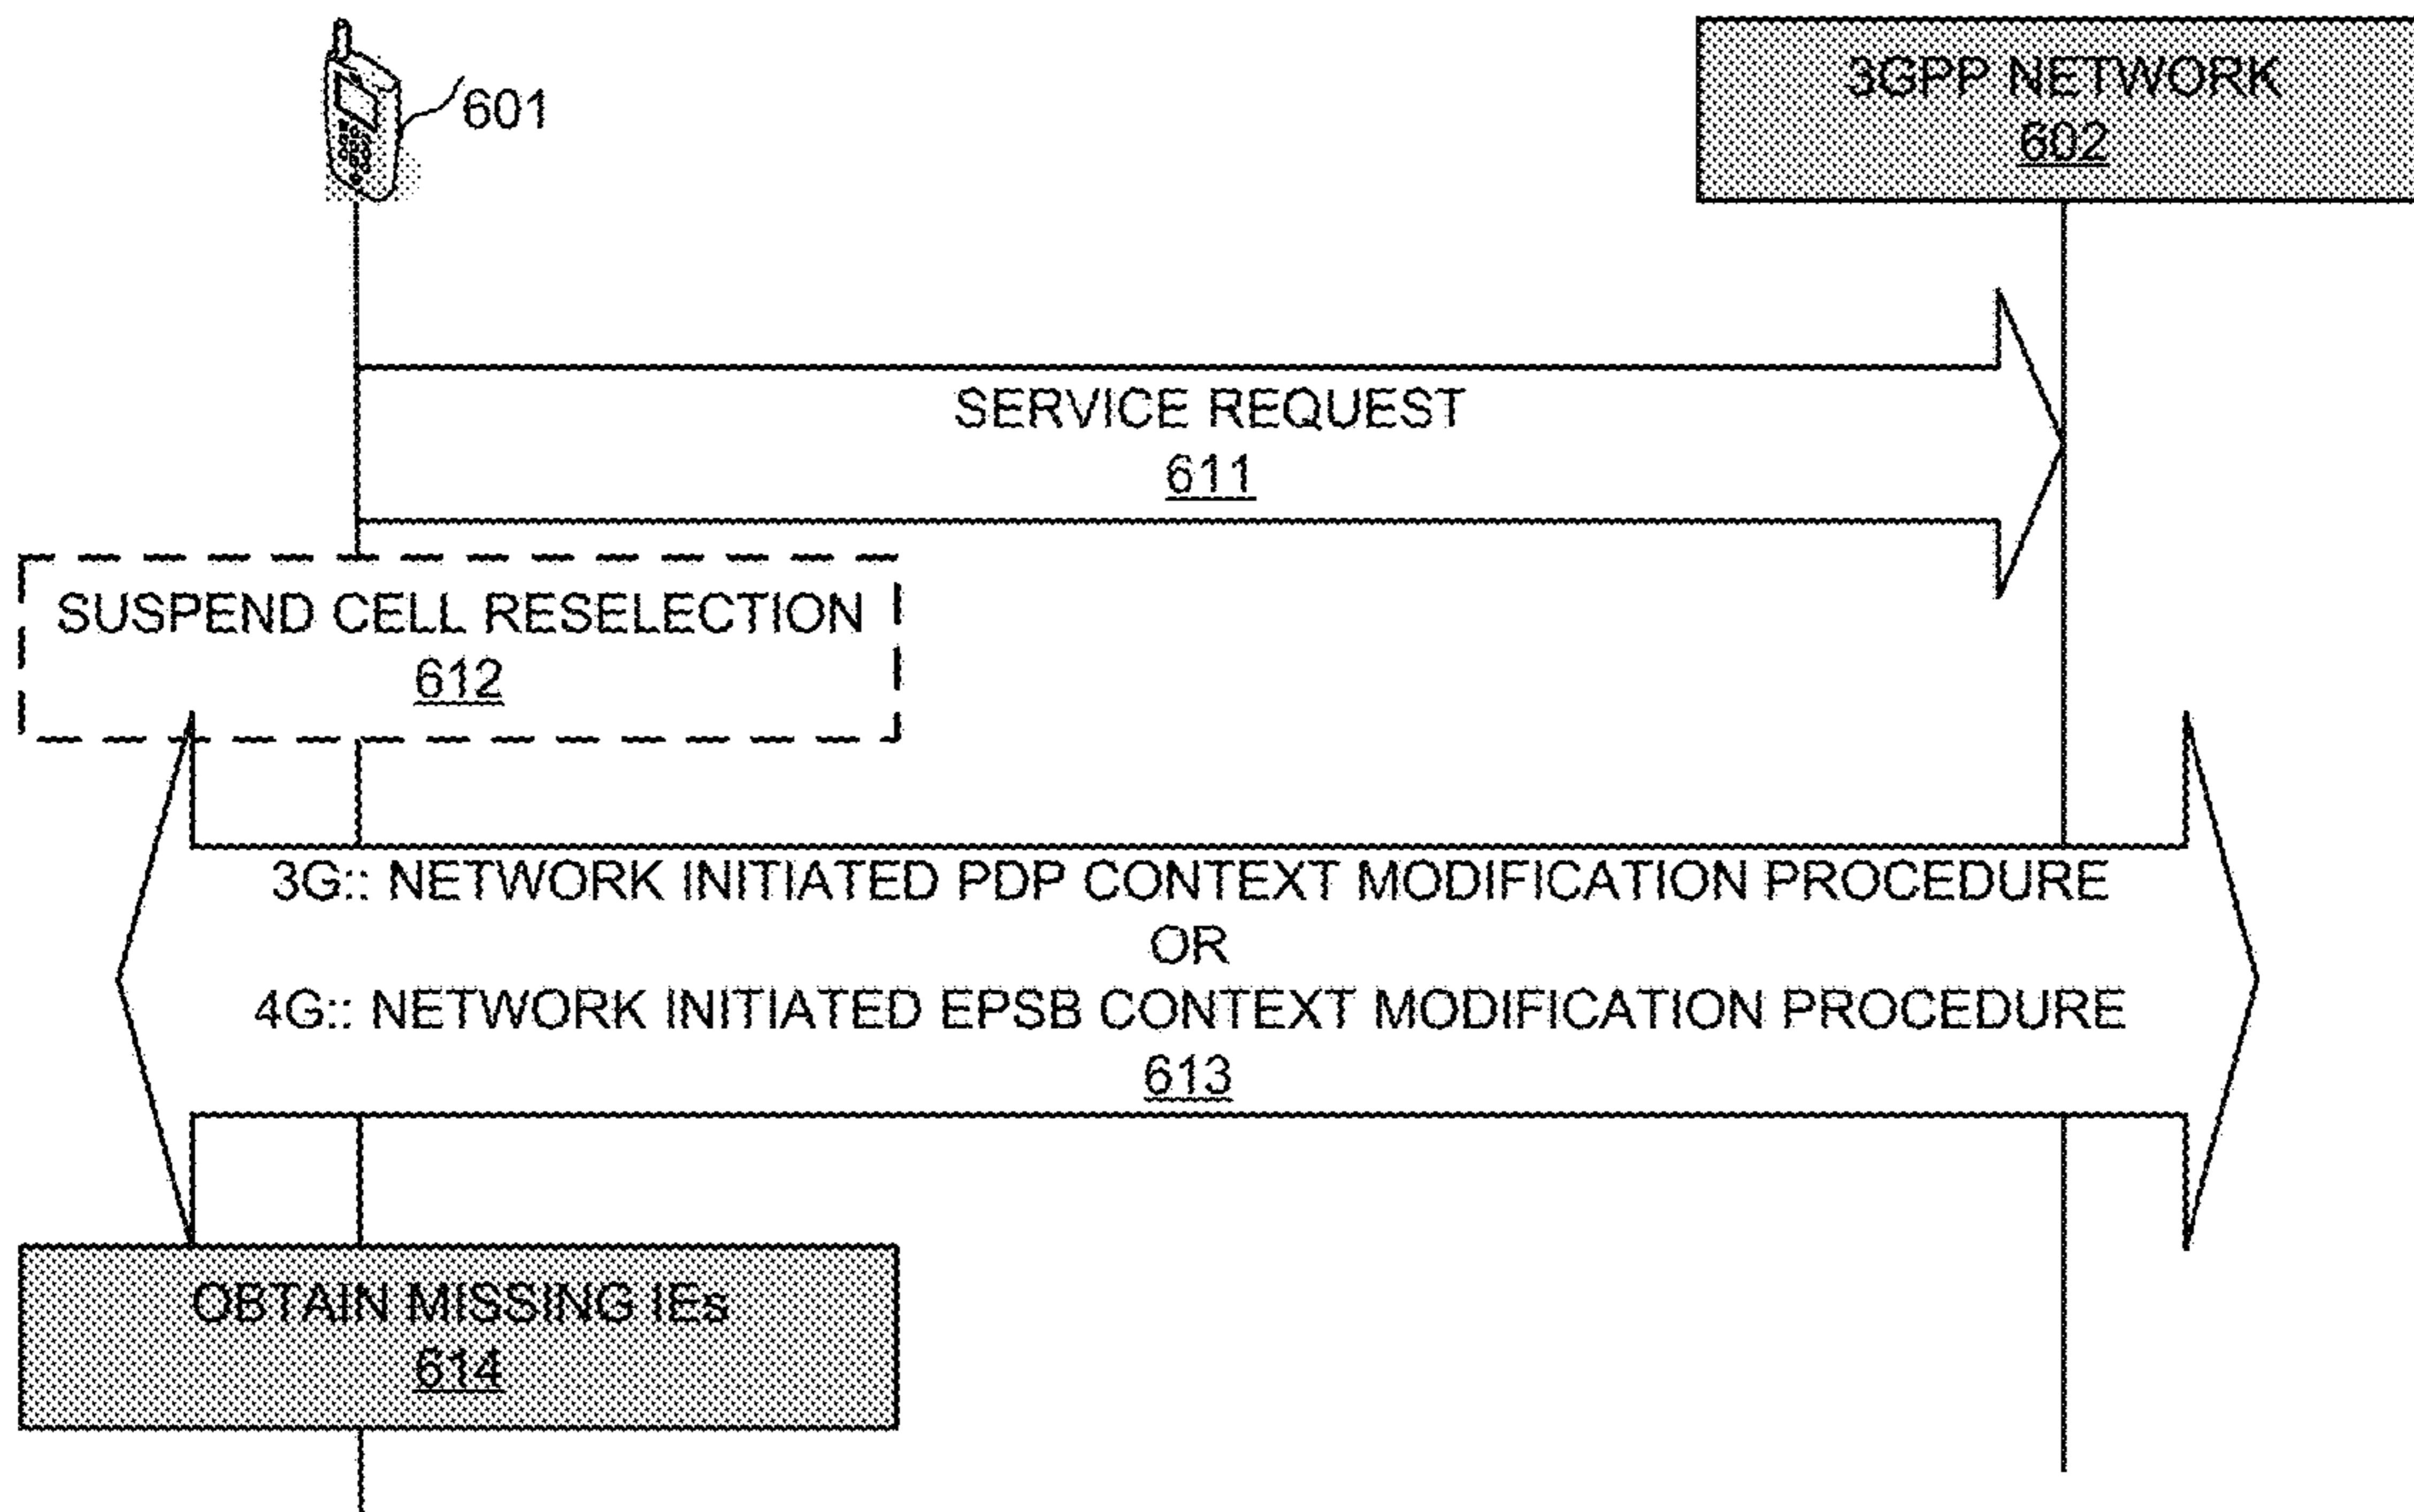 601
3GPP NETWORK
602
SERVICE REQUEST
611
SUSPEND CELL RESELECTION
612
3G:: NETWORK INITIATED PDP CONTEXT MODIFICATION PROCEDURE
OR
4G:: NETWORK INITIATED EPSB CONTEXT MODIFICATION PROCEDURE
613
OBTAIN MISSING IEs
614